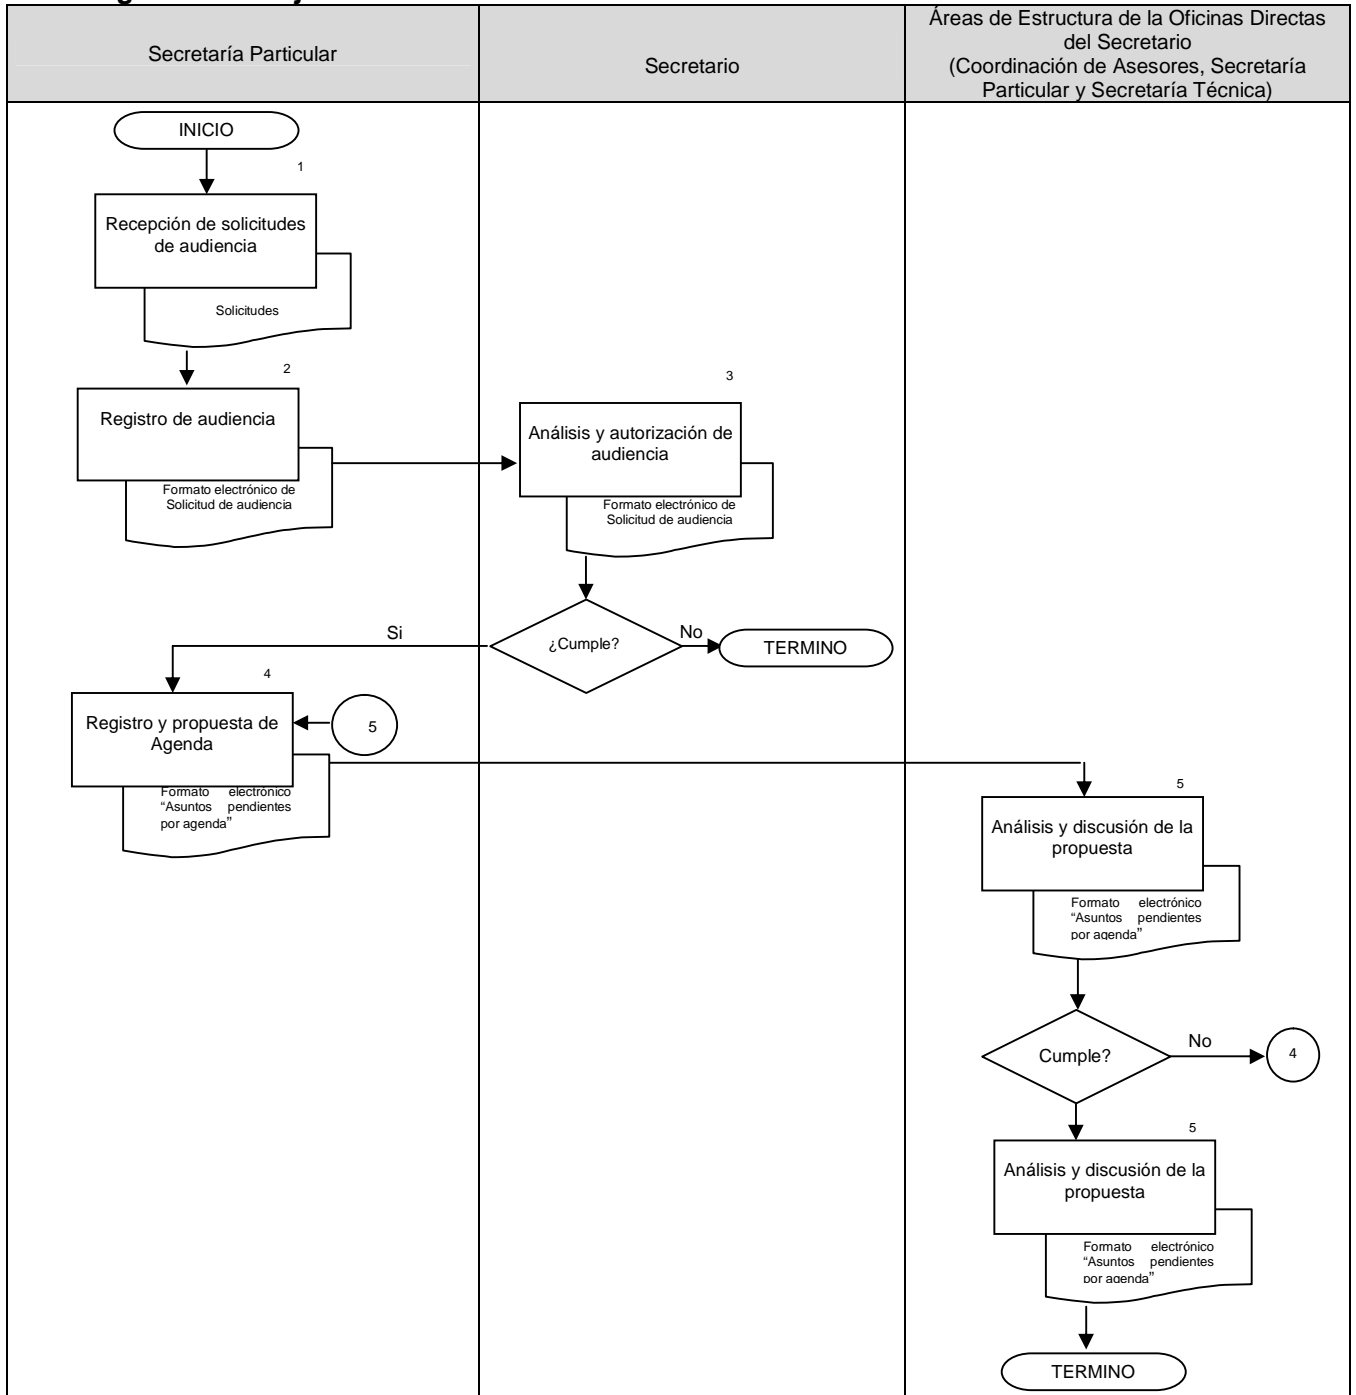 Secretaría Particular
Secretario
Áreas de Estructura de la Oficinas Directas
del Secretario
(Coordinación de Asesores, Secretaría
Particular y Secretaría Técnica)
INICIO
1
Recepción de solicitudes
de audiencia
Solicitudes
2
Registro de audiencia
Formato electrónico de
Solicitud de audiencia
3
Análisis y autorización de
audiencia
Formato electrónico de
Solicitud de audiencia
¿Cumple?
Si
No
TERMINO
4
Registro y propuesta de
Agenda
5
Formato electrónico
“Asuntos pendientes
por agenda”
5
Análisis y discusión de la
propuesta
Formato electrónico
“Asuntos pendientes
por agenda”
Cumple?
No
4
5
Análisis y discusión de la
propuesta
Formato electrónico
“Asuntos pendientes
por agenda”
TERMINO